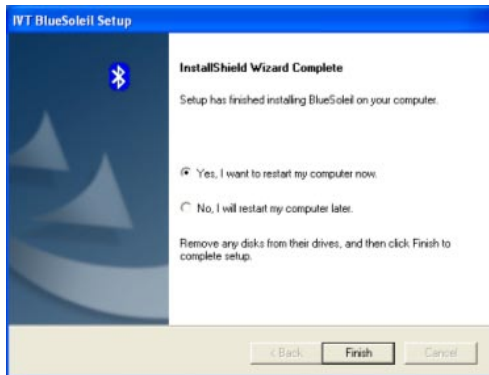 IVT BlueSoleil Setup
InstallShield Wizard Complete
Setup has finished installing BlueSoleil on your computer.
Yes, I want to restart my computer now.
No, I will restart my computer later.
Remove any disks from their drives, and then click Finish to
complete setup.
< Back
Finish
Cancel